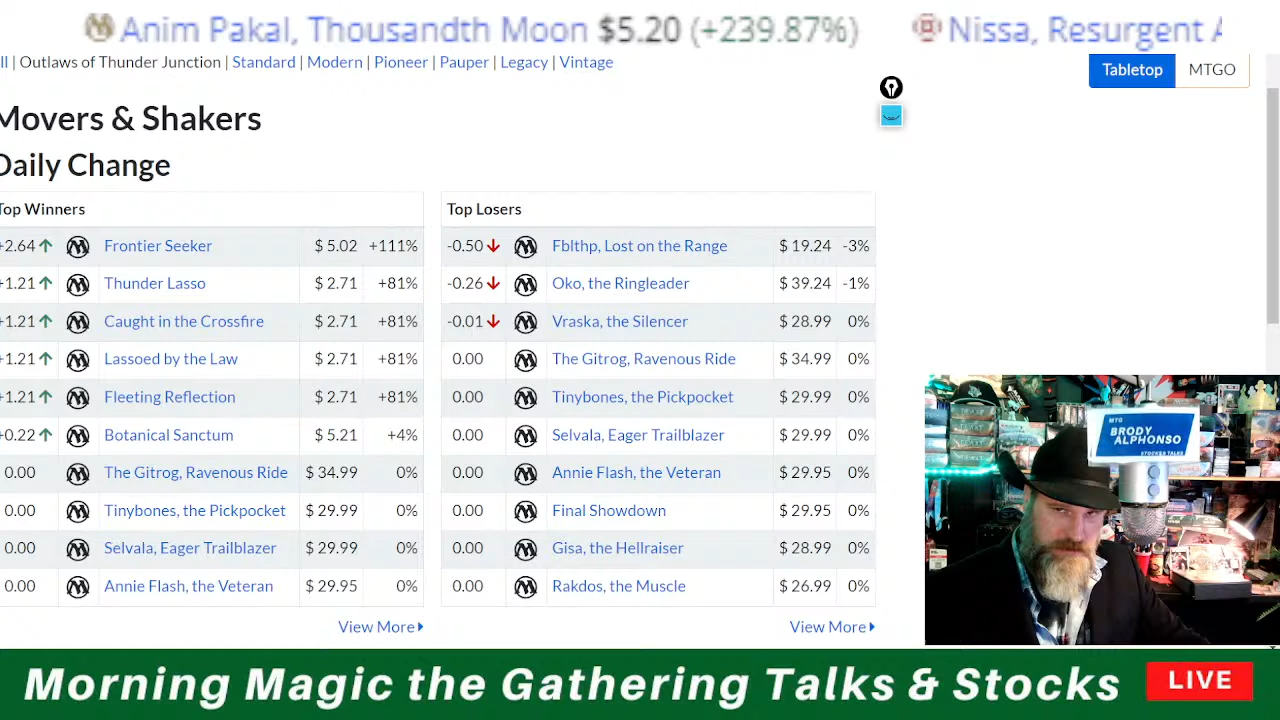 Anim Pakal, Thousandth Moon $5.20 (+239.87%) Nissa, Resurgent A
ll | Outlaws of Thunder Junction | Standard | Modern | Pioneer | Pauper | Legacy | Vintage
Tabletop MTGO
Movers & Shakers
Daily Change
Top Winners
+2.64 Frontier Seeker $ 5.02 +111%
+1.21 Thunder Lasso $ 2.71 +81%
+1.21 Caught in the Crossfire $ 2.71 +81%
+1.21 Lassoed by the Law $ 2.71 +81%
+1.21 Fleeting Reflection $ 2.71 +81%
+0.22 Botanical Sanctum $ 5.21 +4%
0.00 The Gitrog, Ravenous Ride $ 34.99 0%
0.00 Tinybones, the Pickpocket $ 29.99 0%
0.00 Selvala, Eager Trailblazer $ 29.99 0%
0.00 Annie Flash, the Veteran $ 29.95 0%
View More
Top Losers
-0.50 Fblthp, Lost on the Range $ 19.24 -3%
-0.26 Oko, the Ringleader $ 39.24 -1%
-0.01 Vraska, the Silencer $ 28.99 0%
0.00 The Gitrog, Ravenous Ride $ 34.99 0%
0.00 Tinybones, the Pickpocket $ 29.99 0%
0.00 Selvala, Eager Trailblazer $ 29.99 0%
0.00 Annie Flash, the Veteran $ 29.95 0%
0.00 Final Showdown $ 29.95 0%
0.00 Gisa, the Hellraiser $ 28.99 0%
0.00 Rakdos, the Muscle $ 26.99 0%
View More
MTG
BRODY
ALPHONSO
STOCKS TALKS
Morning Magic the Gathering Talks & Stocks
LIVE